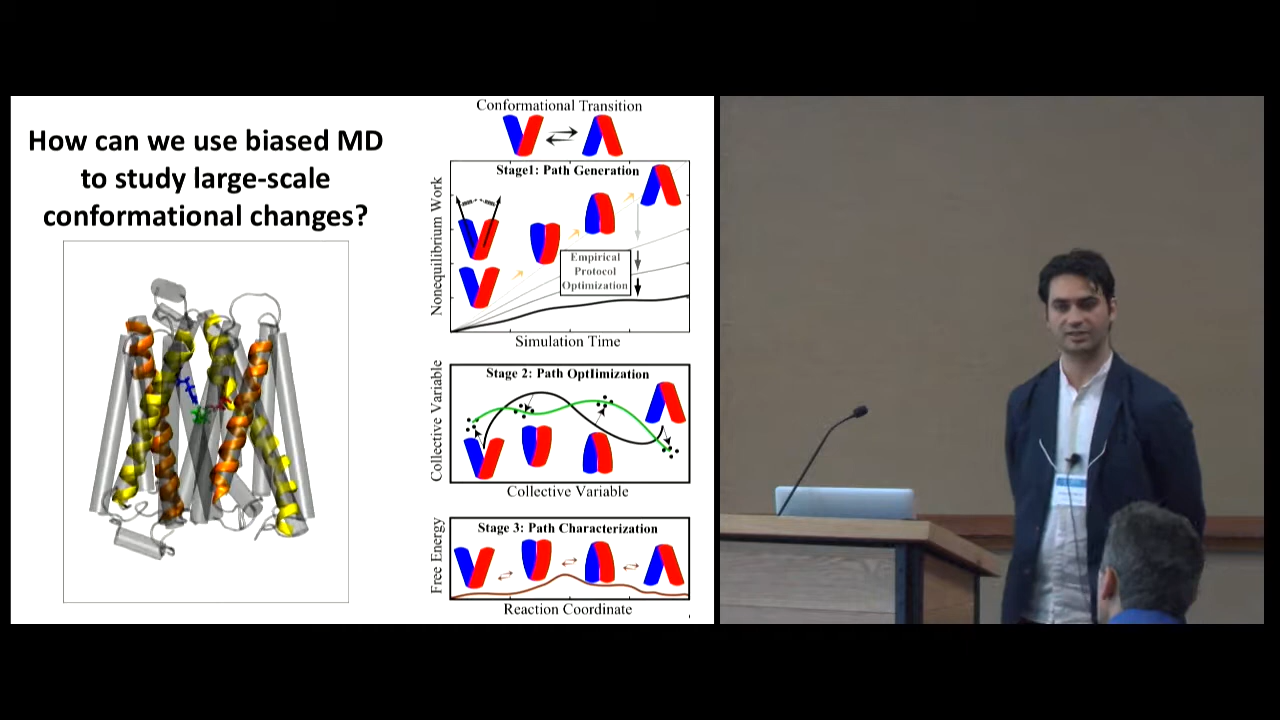 How can we use biased MD
to study large-scale
conformational changes?
Conformational Transition
Stage1: Path Generation
Nonequilibrium Work
Empirical
Protocol
Optimization
Simulation Time
Stage 2: Path OptIimization
Collective Variable
Collective Variable
Stage 3: Path Characterization
Free Energy
Reaction Coordinate